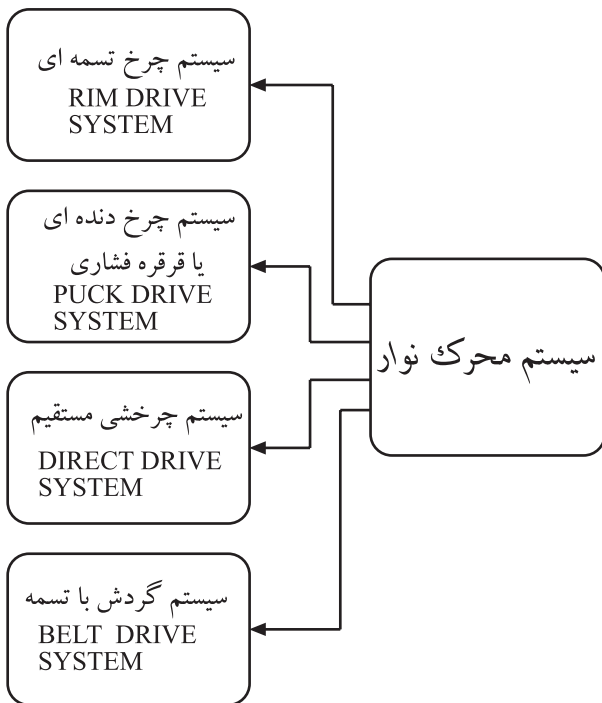 سیستم چرخ تسمه ای
RIM DRIVE
SYSTEM
سیستم چرخ دنده ای
یا قرقره فشاری
PUCK DRIVE
SYSTEM
سیستم محرک نوار
سیستم چرخشی مستقیم
DIRECT DRIVE
SYSTEM
سیستم گردش با تسمه
BELT DRIVE
SYSTEM